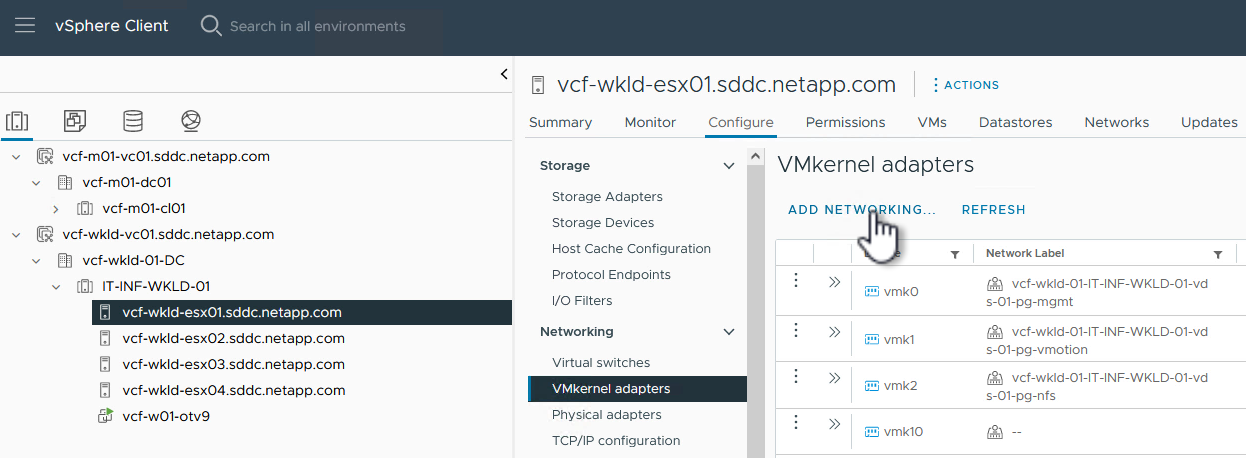 vSphere Client
Search in all environments
vcf-m01-vc01.sddc.netapp.com
vcf-m01-dc01
vcf-m01-cl01
vcf-wkld-vc01.sddc.netapp.com
vcf-wkld-01-DC
IT-INF-WKLD-01
vcf-wkld-esx01.sddc.netapp.com
vcf-wkld-esx02.sddc.netapp.com
vcf-wkld-esx03.sddc.netapp.com
vcf-wkld-esx04.sddc.netapp.com
vcf-w01-otv9
vcf-wkld-esx01.sddc.netapp.com
ACTIONS
Summary Monitor Configure Permissions VMs Datastores Networks Updates
Storage
Storage Adapters
Storage Devices
Host Cache Configuration
Protocol Endpoints
I/O Filters
Networking
Virtual switches
VMkernel adapters
Physical adapters
TCP/IP configuration
VMkernel adapters
ADD NETWORKING... REFRESH
Network Label
vmk0
vcf-wkld-01-IT-INF-WKLD-01-vd
s-01-pg-mgmt
vmk1
vcf-wkld-01-IT-INF-WKLD-01-vd
s-01-pg-vmotion
vmk2
vcf-wkld-01-IT-INF-WKLD-01-vd
s-01-pg-nfs
vmk10
--